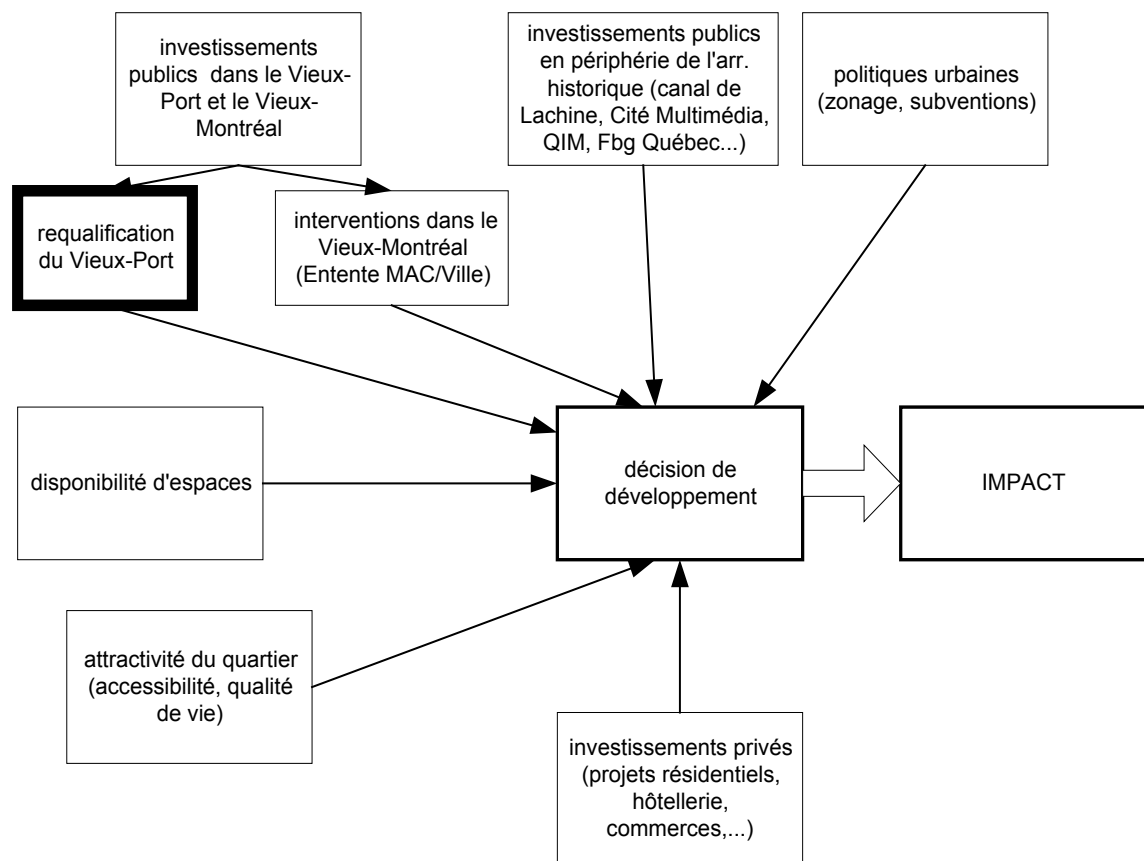 investissements
publics  dans le Vieux-
Port et le Vieux-
Montréal
investissements publics
en périphérie de l'arr.
historique (canal de
Lachine, Cité Multimédia,
QIM, Fbg Québec...)
politiques urbaines
(zonage, subventions)
requalification
du Vieux-Port
interventions dans le
Vieux-Montréal
(Entente MAC/Ville)
disponibilité d'espaces
décision de
développement
IMPACT
attractivité du quartier
(accessibilité, qualité
de vie)
investissements privés
(projets résidentiels,
hôtellerie,
commerces,...)